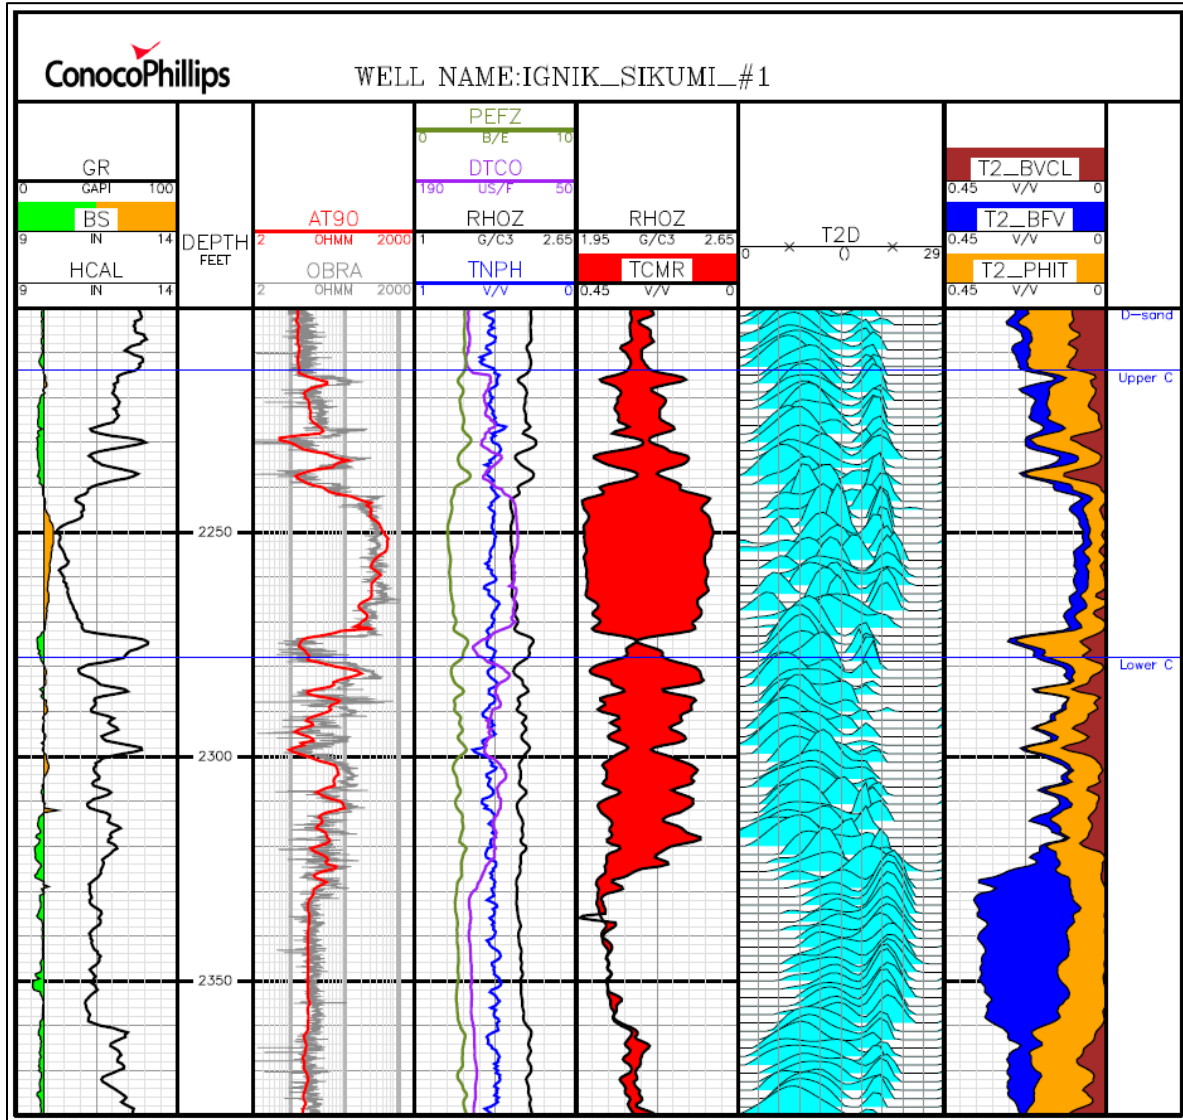 ConocoPhillips
WELL NAME:IGNIK_SIKUMI_#1
PEFZ
0 B/E 10
GR
0 GAPI 100
DTCO
190 US/F 50
T2_BVCL
0.45 V/V 0
BS
9 IN 14
DEPTH
FEET
AT90
2 OHMM 2000
RHOZ
1 G/C3 2.65
RHOZ
1.95 G/C3 2.65
T2D
0 () 29
T2_BFV
0.45 V/V 0
HCAL
9 IN 14
OBRA
2 OHMM 2000
TNPH
1 V/V 0
TCMR
0.45 V/V 0
T2_PHIT
0.45 V/V 0
D-sand
Upper C
2250
Lower C
2300
2350